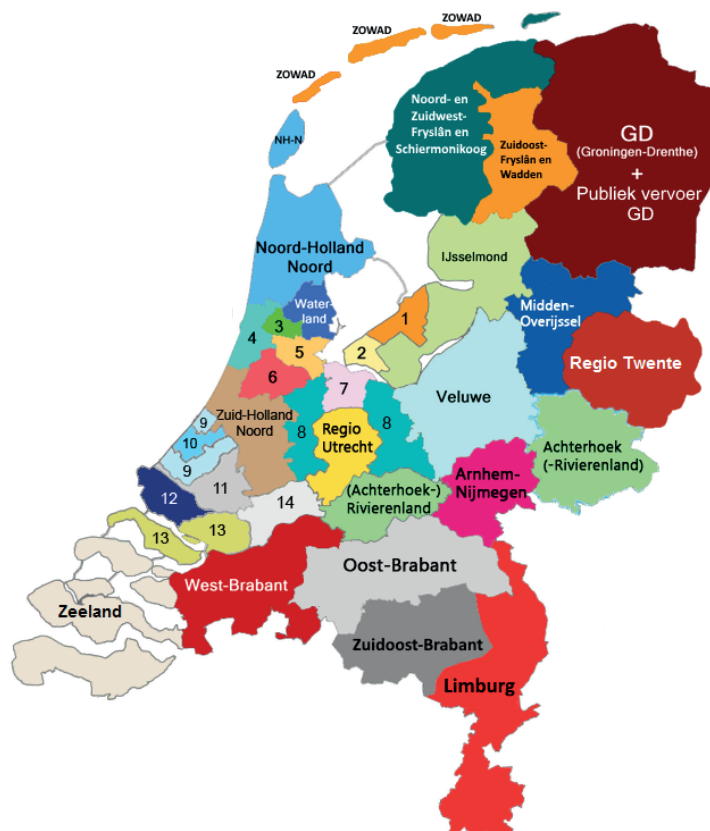 ZOWAD
ZOWAD
ZOWAD
NH-N
Noord- en
Zuidwest-
Fryslân en
Schiermonikoog
Zuidoost-
Fryslân en
Wadden
GD
(Groningen-Drenthe)
+
Publiek vervoer
GD
Noord-Holland
Noord
IJsselmond
Water-
land
1
2
3
4
5
6
7
Midden-
Overijssel
Regio Twente
Veluwe
Zuid-Holland
Noord
8
Regio
Utrecht
8
9
10
9
11
12
13
13
14
Achterhoek
(-Rivierenland)
Arnhem-
Nijmegen
(Achterhoek-)
Rivierenland
Oost-Brabant
West-Brabant
Zeeland
Zuidoost-Brabant
Limburg